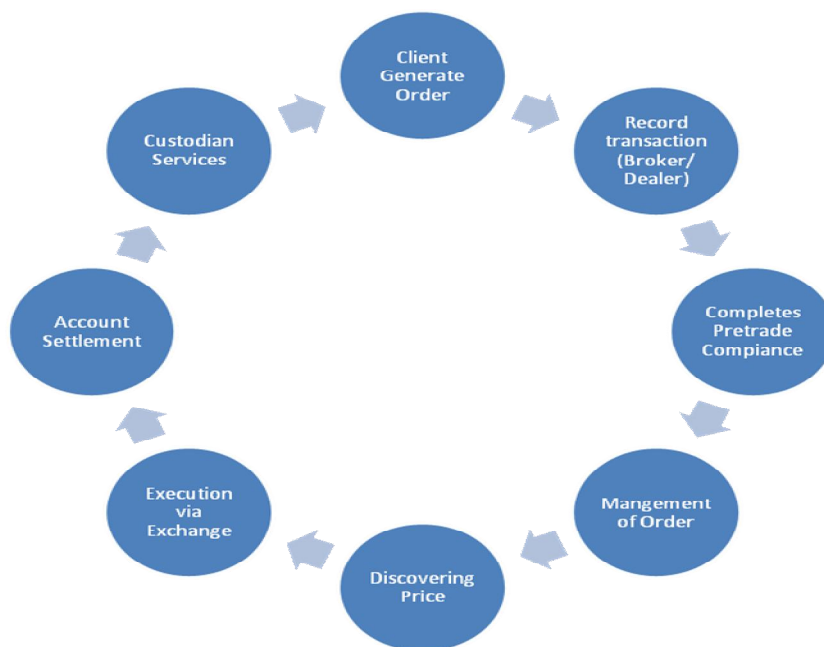 Client
Generate
Order
Record
transaction
(Broker/
Dealer)
Completes
Pretrade
Compiance
Mangement
of Order
Discovering
Price
Execution
via
Exchange
Account
Settlement
Custodian
Services